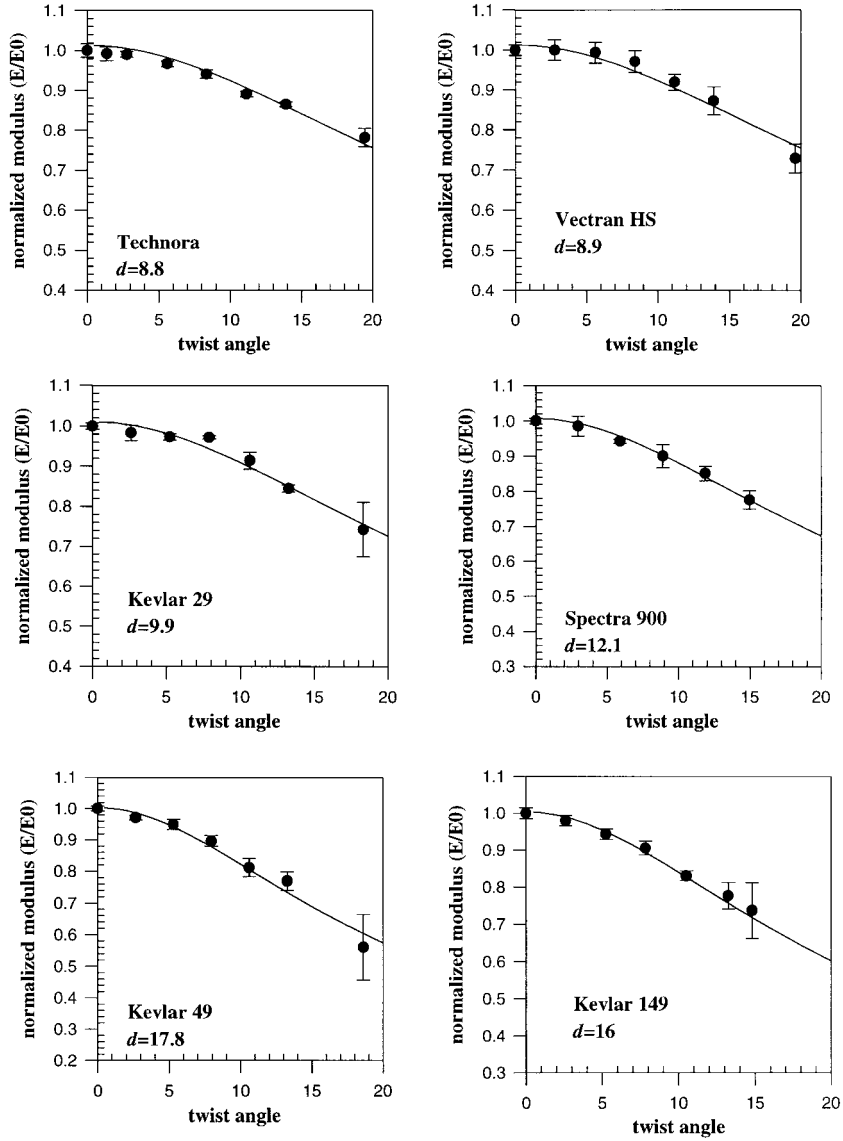 normalized modulus (E/E0)
1.1
1.0
0.9
0.8
0.7
0.6
0.5
0.4
Technora
d=8.8
0 5 10 15 20
twist angle
normalized modulus (E/E0)
1.1
1.0
0.9
0.8
0.7
0.6
0.5
0.4
Vectran HS
d=8.9
0 5 10 15 20
twist angle
normalized modulus (E/E0)
1.1
1.0
0.9
0.8
0.7
0.6
0.5
0.4
Kevlar 29
d=9.9
0 5 10 15 20
twist angle
normalized modulus (E/E0)
1.1
1.0
0.9
0.8
0.7
0.6
0.5
0.4
0.3
Spectra 900
d=12.1
0 5 10 15 20
twist angle
normalized modulus (E/E0)
1.1
1.0
0.9
0.8
0.7
0.6
0.5
0.4
0.3
0.2
Kevlar 49
d=17.8
0 5 10 15 20
twist angle
normalized modulus (E/E0)
1.1
1.0
0.9
0.8
0.7
0.6
0.5
0.4
0.3
Kevlar 149
d=16
0 5 10 15 20
twist angle